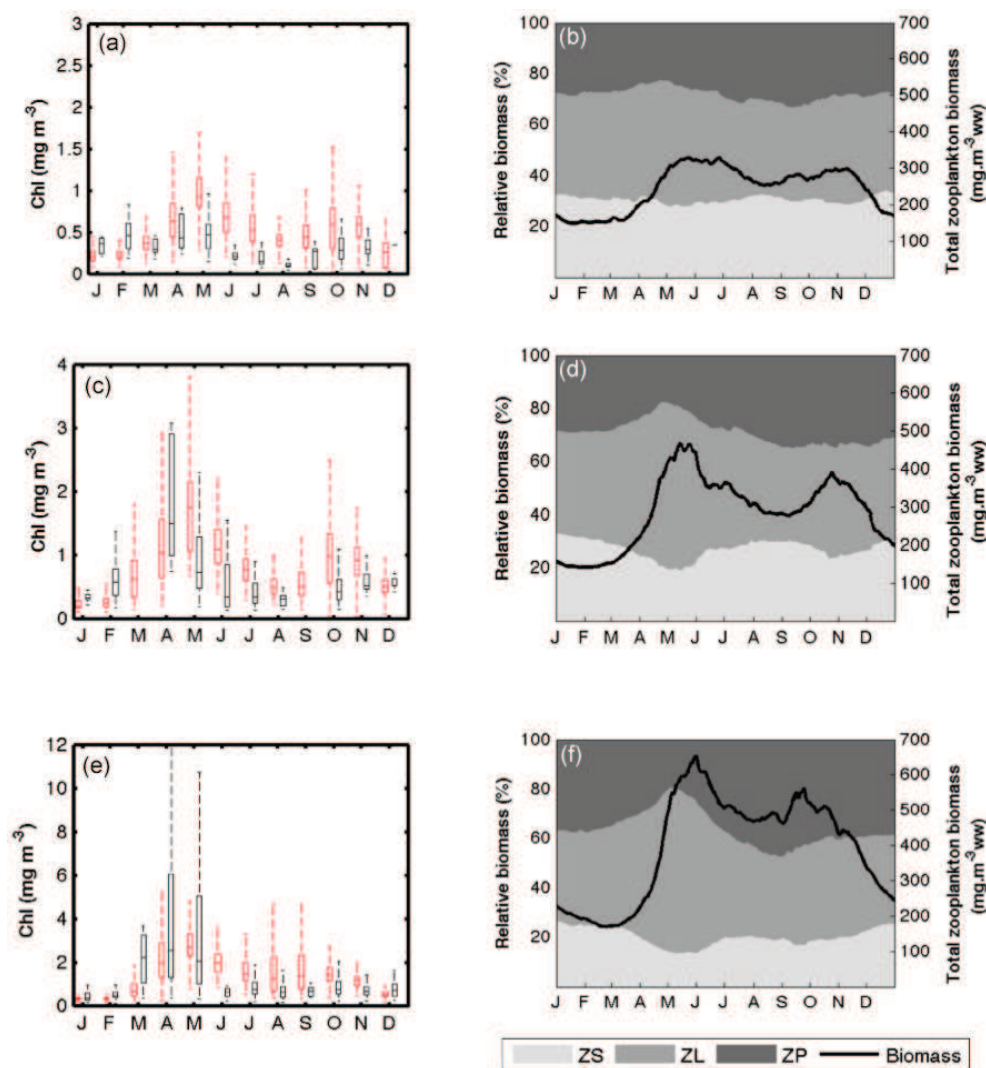 (a)
Chl (mg m⁻³)
3
2.5
2
1.5
1
0.5
0
J F M A M J J A S O N D
(b)
Relative biomass (%)
100
80
60
40
20
J F M A M J J A S O N D
700
600
500
400
300
200
100
Total zooplankton biomass
(mg.m⁻³ww)
(c)
Chl (mg m⁻³)
4
3
2
1
0
J F M A M J J A S O N D
(d)
Relative biomass (%)
100
80
60
40
20
J F M A M J J A S O N D
700
600
500
400
300
200
100
Total zooplankton biomass
(mg.m⁻³ww)
(e)
Chl (mg m⁻³)
12
10
8
6
4
2
0
J F M A M J J A S O N D
(f)
Relative biomass (%)
100
80
60
40
20
J F M A M J J A S O N D
700
600
500
400
300
200
100
Total zooplankton biomass
(mg.m⁻³ww)
ZS ZL ZP Biomass